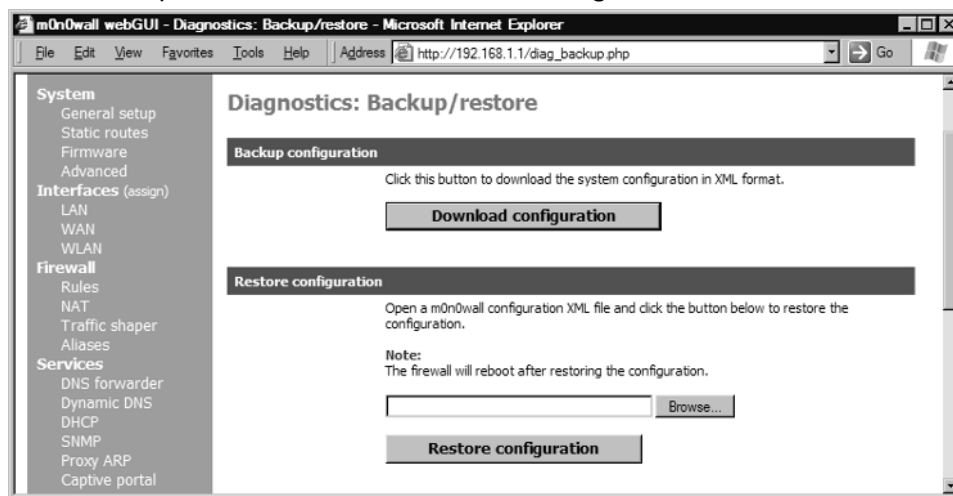 m0n0wall webGUI - Diagnostics: Backup/restore - Microsoft Internet Explorer
File Edit View Favorites Tools Help Address http://192.168.1.1/diag_backup.php Go
System
General setup
Static routes
Firmware
Advanced
Interfaces (assign)
LAN
WAN
WLAN
Firewall
Rules
NAT
Traffic shaper
Aliases
Services
DNS forwarder
Dynamic DNS
DHCP
SNMP
Proxy ARP
Captive portal
Diagnostics: Backup/restore
Backup configuration
Click this button to download the system configuration in XML format.
Download configuration
Restore configuration
Open a m0n0wall configuration XML file and click the button below to restore the
configuration.
Note:
The firewall will reboot after restoring the configuration.
Browse...
Restore configuration